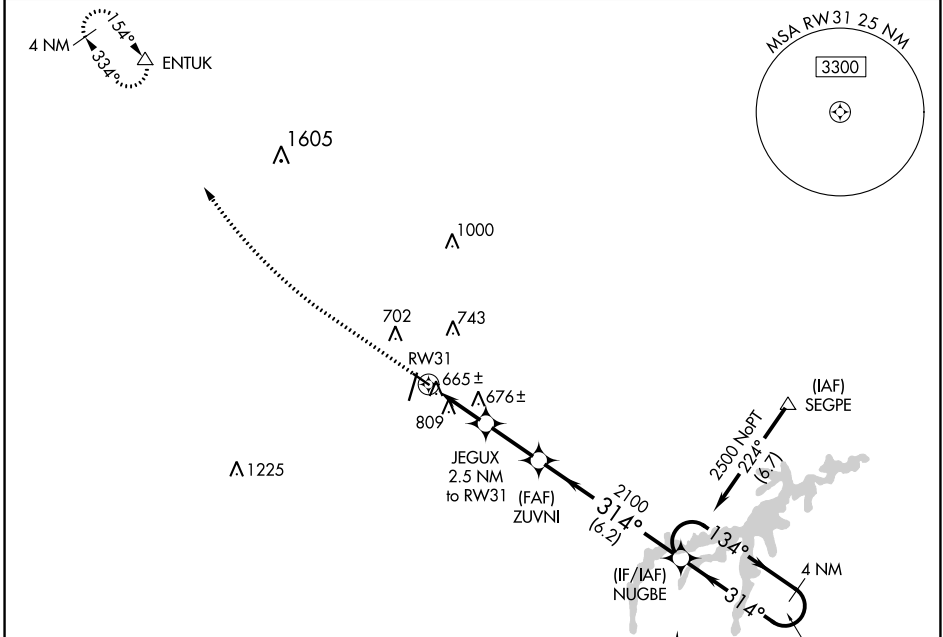 154°
4 NM
334°
ENTUK
MSA RW31 25 NM
3300
1605
1000
702
743
RW31
665±
676±
809
(IAF)
SEGPE
2500 NoPT
224°
(6.7)
1225
JEGUX
2.5 NM
to RW31
(FAF)
ZUVNI
2100
314°
(6.2)
134°
4 NM
(IF/IAF)
NUGBE
314°